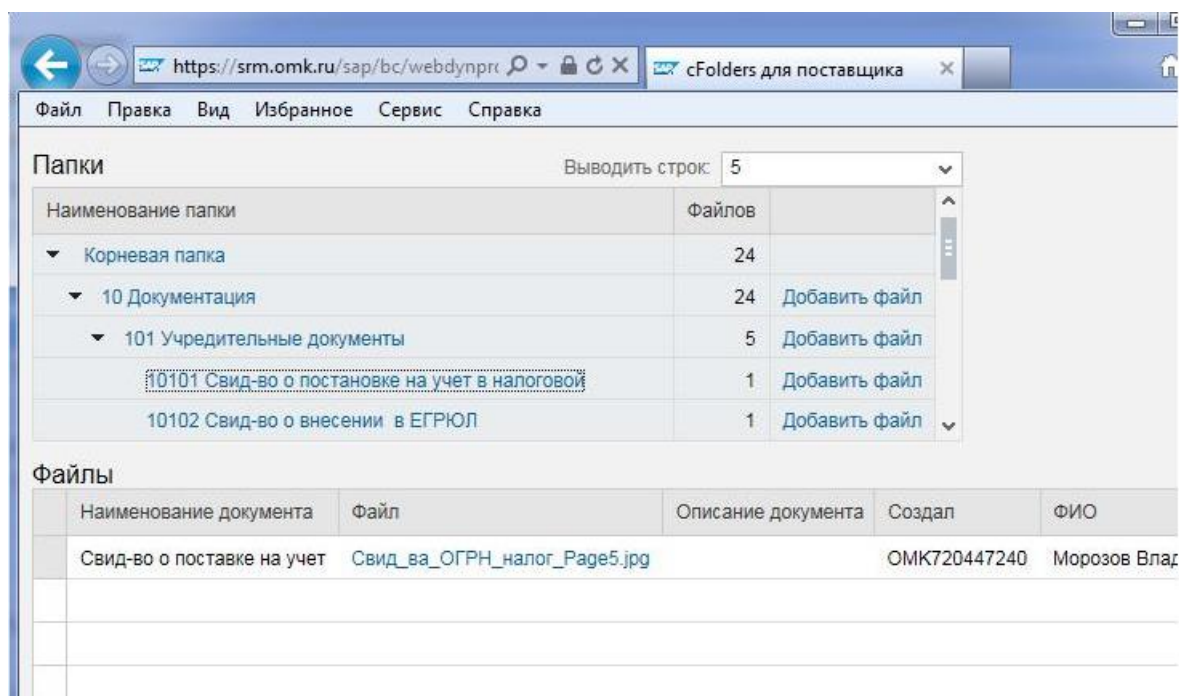 https://srm.omk.ru/sap/bc/webdynpr
cFolders для поставщика
Файл Правка Вид Избранное Сервис Справка
Папки Выводить строк: 5
Наименование папки Файлов
Корневая папка 24
10 Документация 24 Добавить файл
101 Учредительные документы 5 Добавить файл
10101 Свид-во о постановке на учет в налоговой 1 Добавить файл
10102 Свид-во о внесении в ЕГРЮЛ 1 Добавить файл
Файлы
Наименование документа Файл Описание документа Создал ФИО
Свид-во о поставке на учет Свид_ва_ОГРН_налог_Page5.jpg OMK720447240 Морозов Влад